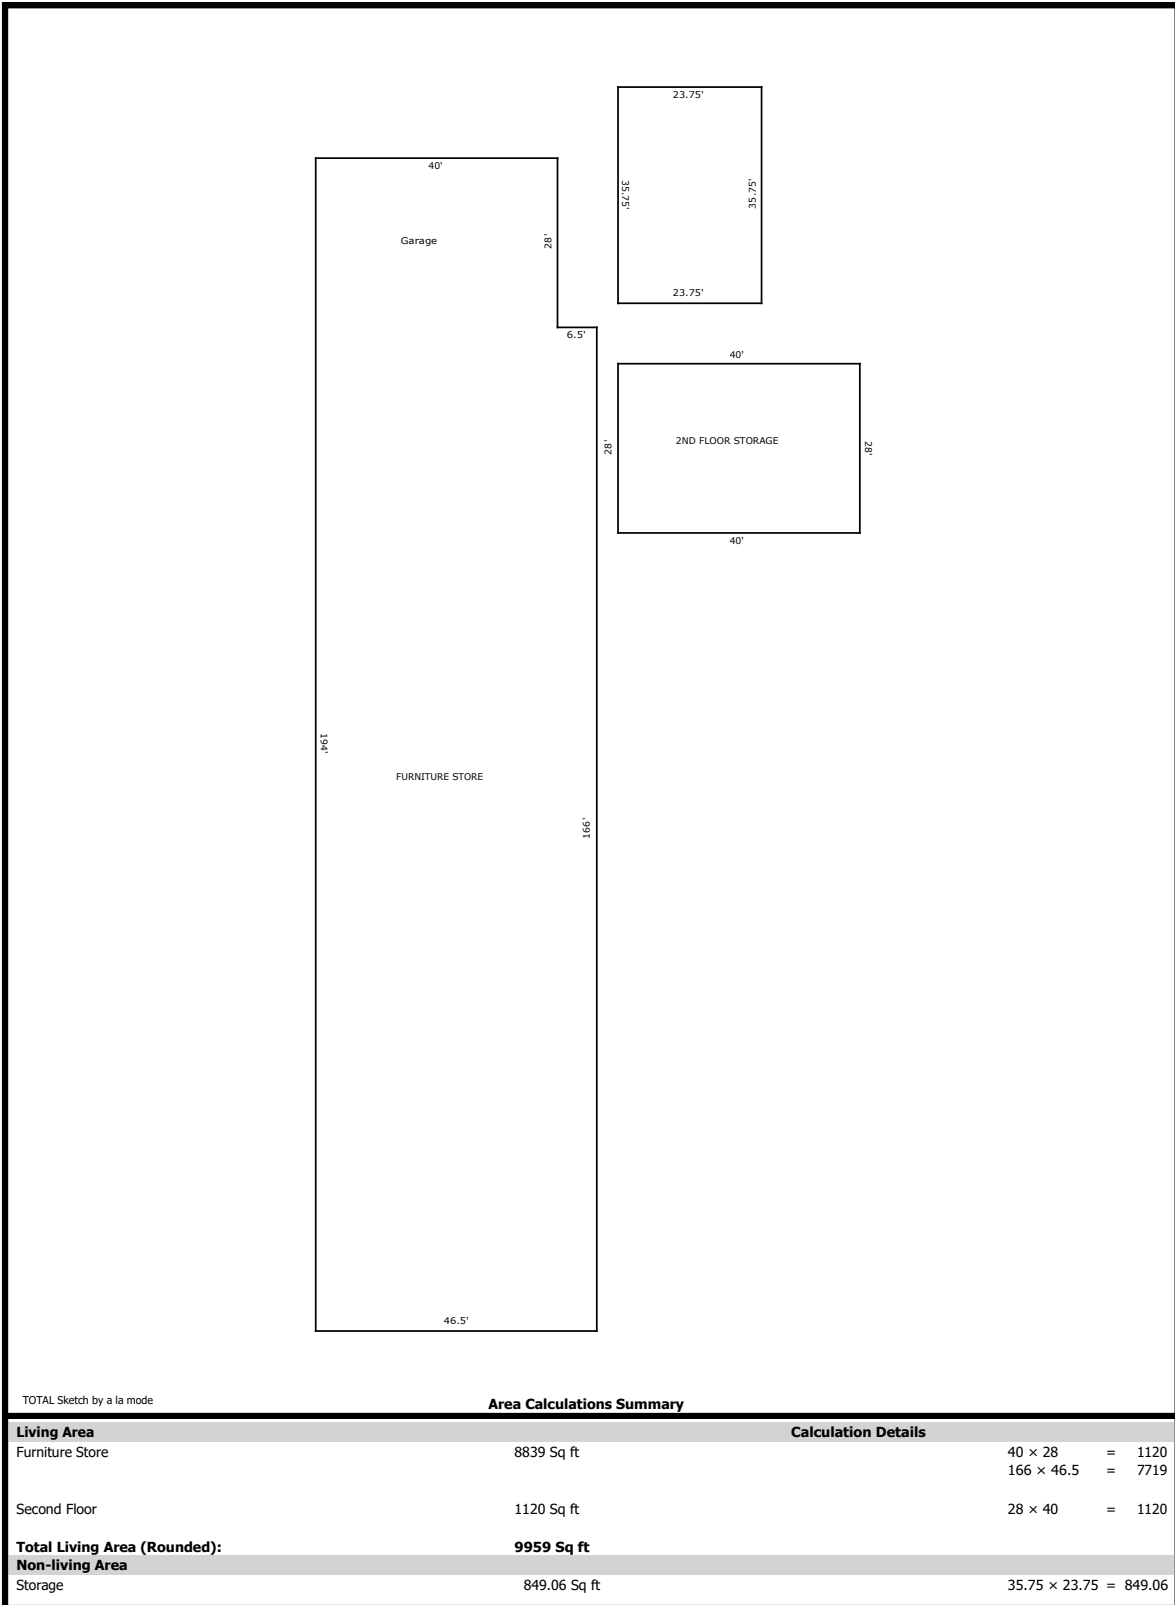 23.75'
35.75'
35.75'
23.75'
40'
Garage
28'
6.5'
40'
28'
2ND FLOOR STORAGE
28'
40'
194'
FURNITURE STORE
166'
46.5'
TOTAL Sketch by a la mode
Area Calculations Summary
Living Area Calculation Details
Furniture Store 8839 Sq ft 40 × 28 = 1120
166 × 46.5 = 7719
Second Floor 1120 Sq ft 28 × 40 = 1120
Total Living Area (Rounded): 9959 Sq ft
Non-living Area
Storage 849.06 Sq ft 35.75 × 23.75 = 849.06